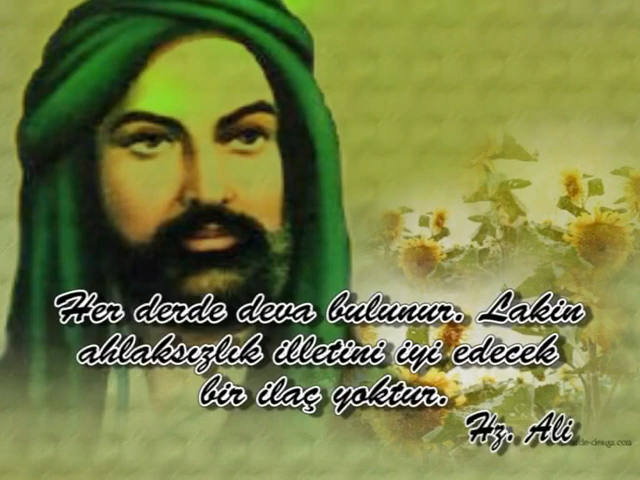 Her derde deva bulunur. Lakin
ahlaksızlık illetini iyi edecek
bir ilaç yoktur.
Hz. Ali